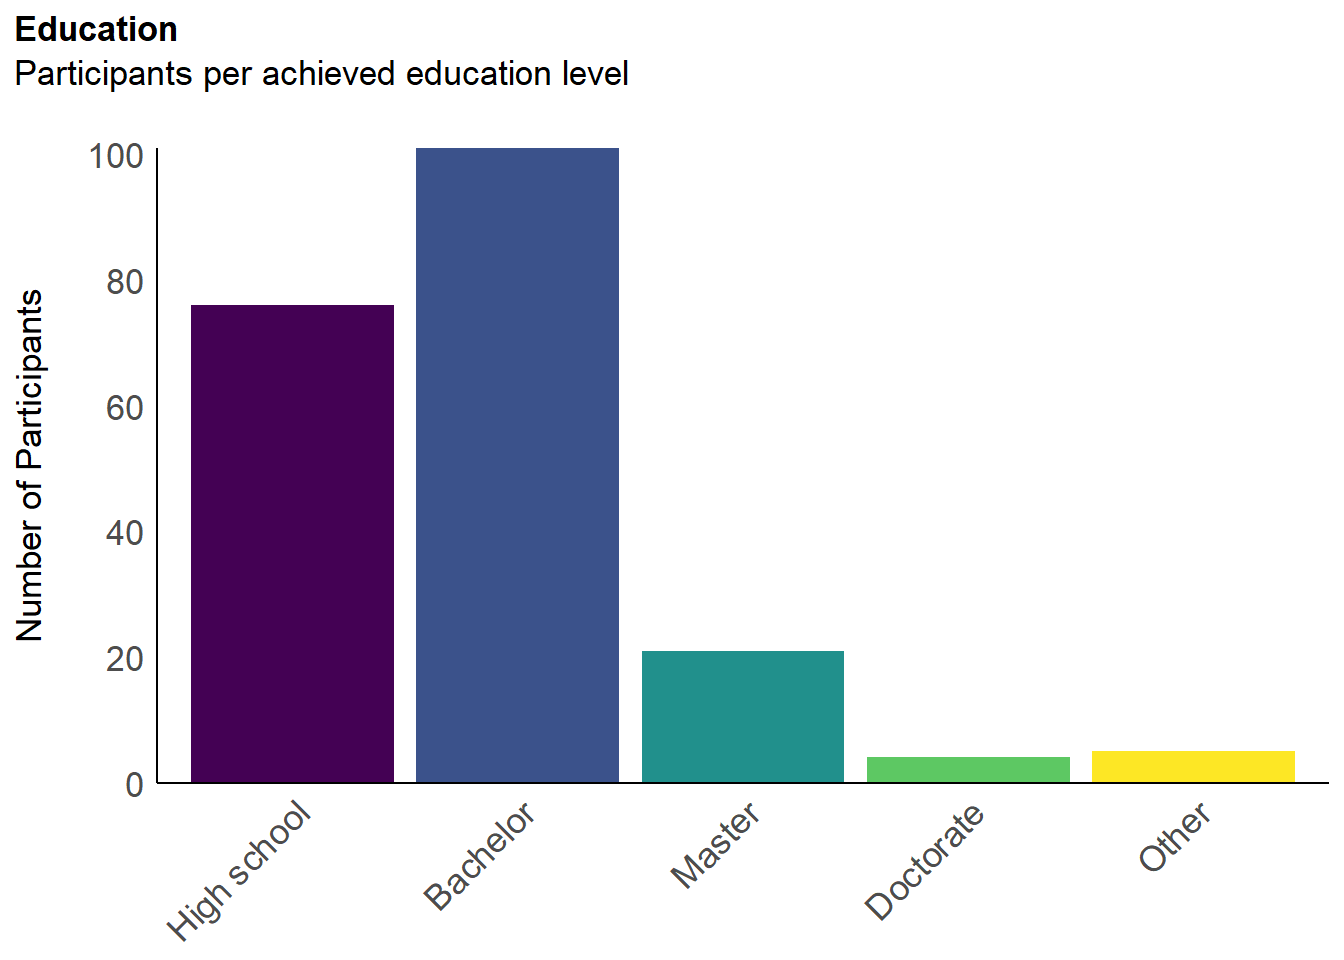 Education
Participants per achieved education level
Number of Participants
100
80
60
40
20
0
High school
Bachelor
Master
Doctorate
Other